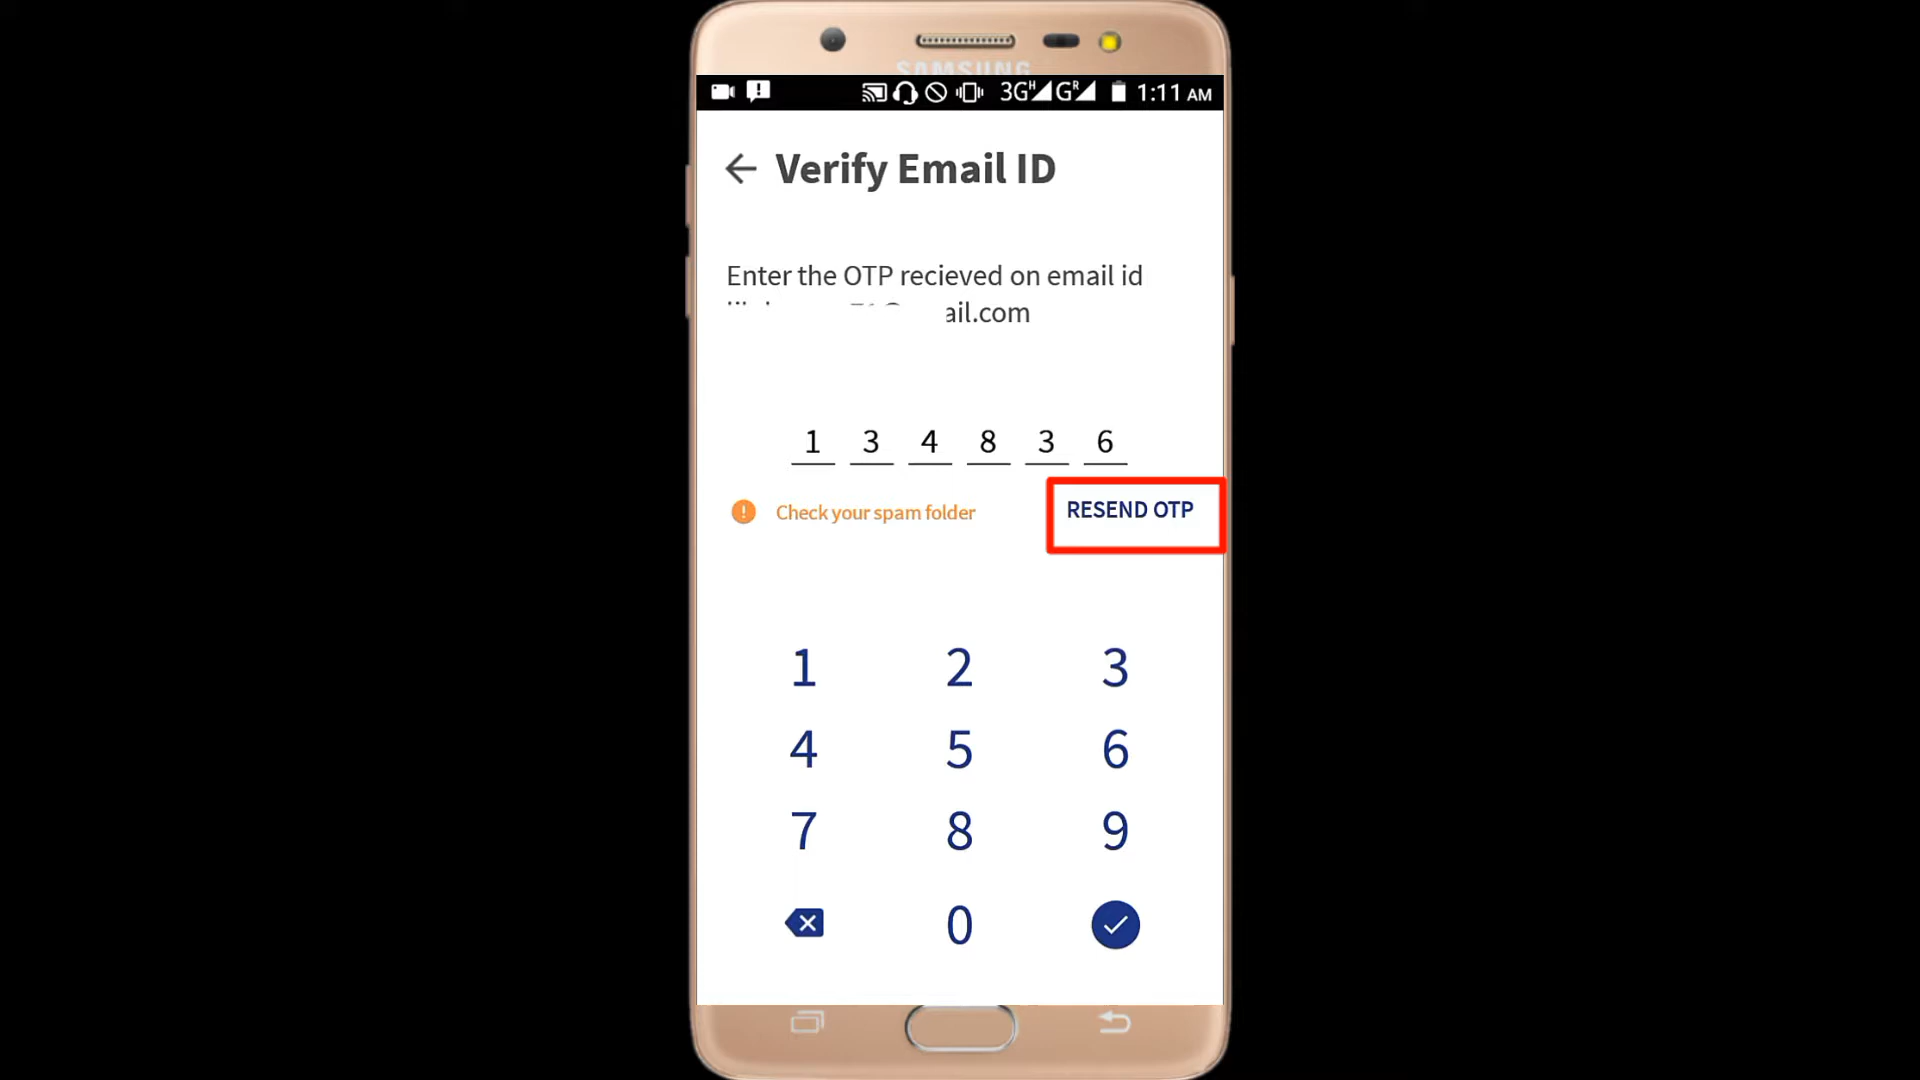 SAMSUNG
3G H G R 1:11 AM
Verify Email ID
Enter the OTP recieved on email id
ail.com
1 3 4 8 3 6
Check your spam folder
RESEND OTP
1 2 3
4 5 6
7 8 9
0